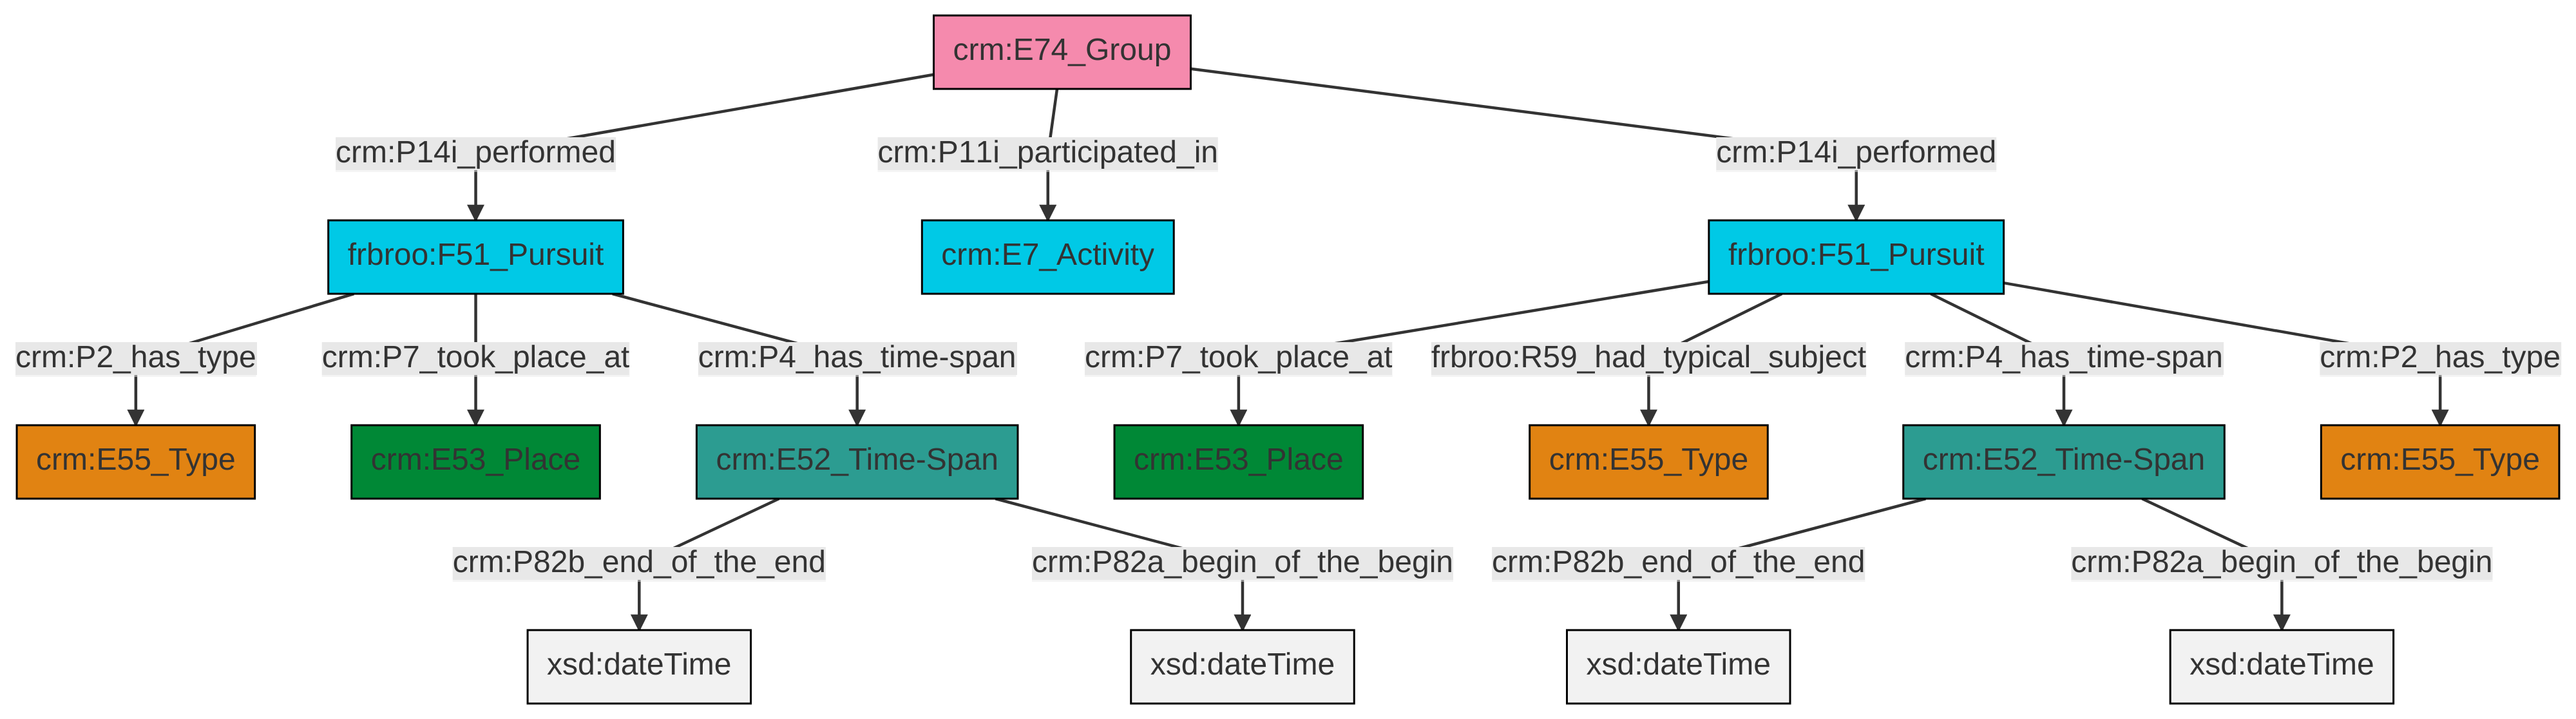 crm:E74_Group
crm:P14i_performed
crm:P11i_participated_in
crm:P14i_performed
frbroo:F51_Pursuit
crm:E7_Activity
frbroo:F51_Pursuit
crm:P2_has_type
crm:P7_took_place_at
crm:P4_has_time-span
crm:P7_took_place_at
frbroo:R59_had_typical_subject
crm:P4_has_time-span
crm:P2_has_type
crm:E55_Type
crm:E53_Place
crm:E52_Time-Span
crm:E53_Place
crm:E55_Type
crm:E52_Time-Span
crm:E55_Type
crm:P82b_end_of_the_end
crm:P82a_begin_of_the_begin
crm:P82b_end_of_the_end
crm:P82a_begin_of_the_begin
xsd:dateTime
xsd:dateTime
xsd:dateTime
xsd:dateTime